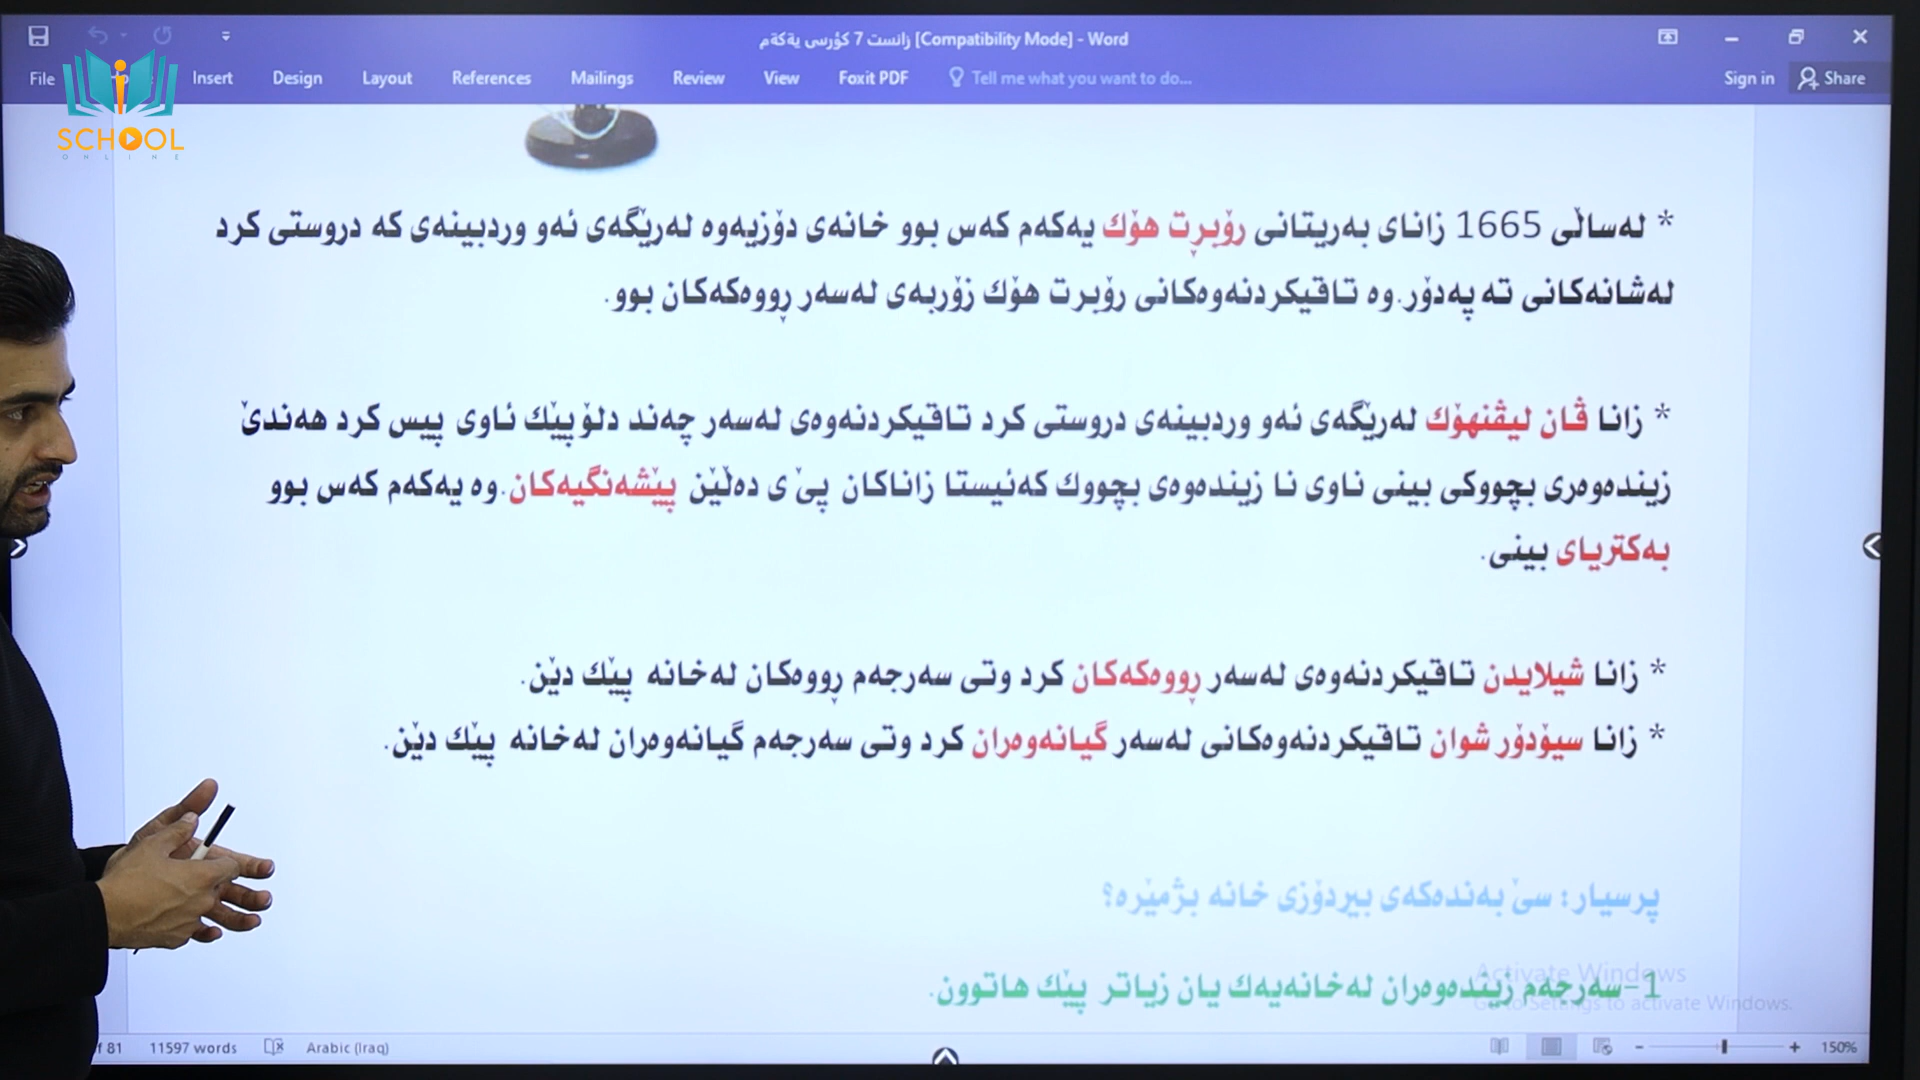 زانست 7 کۆرسی یەکەم [Compatibility Mode] - Word
File Insert Design Layout References Mailings Review View Foxit PDF Tell me what you want to do... Sign in Share
SCHOOL
ONLINE
* لەساڵی 1665 زانای بەریتانی رۆبڕت هۆك یەکەم کەس بوو خانەی دۆزیەوە لەرێگەی ئەو وردبینەی کە دروستی کرد
لەشانەکانی تەپەدۆر.وە تاقیکردنەوەکانی رۆبرت هۆك زۆربەی لەسەر ڕووەکەکان بوو.
* زانا ڤان لیڤنهۆك لەرێگەی ئەو وردبینەی دروستی کرد تاقیکردنەوەی لەسەر چەند دلۆپێك ئاوی پیس کرد هەندێ
زیندەوەری بچووکی بینی ناوی نا زیندەوەی بچووك کەئیستا زاناکان پێ ی دەڵێن پێشەنگیەکان.وە یەکەم کەس بوو
بەکتریای بینی.
* زانا شیلایدن تاقیکردنەوەی لەسەر ڕووەکەکان کرد وتی سەرجەم ڕووەکان لەخانە پێك دێن.
* زانا سیۆدۆر شوان تاقیکردنەوەکانی لەسەر گیانەوەران کرد وتی سەرجەم گیانەوەران لەخانە پێك دێن.
پرسیار: سێ بەندەکەی بیردۆزی خانە بژمێرە؟
1-سەرجەم زیندەوەران لەخانەیەك یان زیاتر پێك هاتوون.
Activate Windows
Go to Settings to activate Windows.
f 81 11597 words Arabic (Iraq) 150%